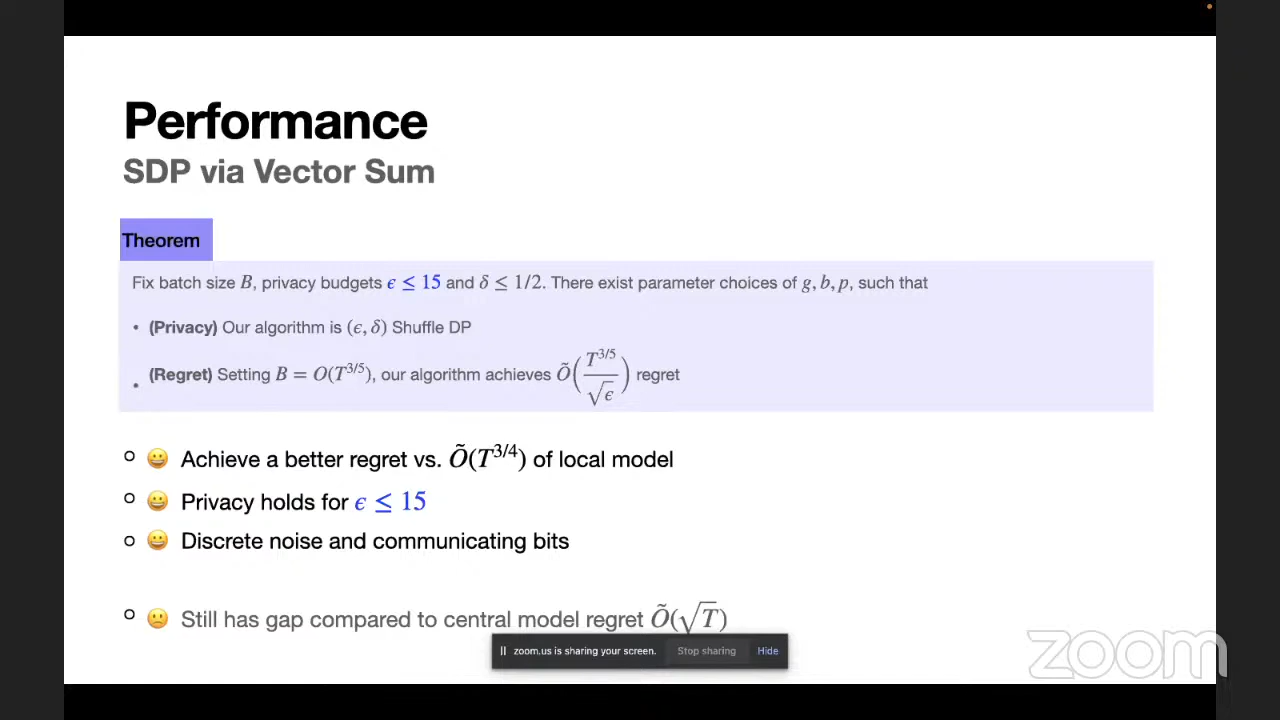 Performance
SDP via Vector Sum
Theorem
Fix batch size B, privacy budgets ϵ ≤ 15 and δ ≤ 1/2. There exist parameter choices of g, b, p, such that
• (Privacy) Our algorithm is (ϵ, δ) Shuffle DP
• (Regret) Setting B = O(T^{3/5}), our algorithm achieves Õ(T^{3/5}/√ϵ) regret
○ 😀 Achieve a better regret vs. Õ(T^{3/4}) of local model
○ 😀 Privacy holds for ϵ ≤ 15
○ 😀 Discrete noise and communicating bits
○ 🙁 Still has gap compared to central model regret Õ(√T)
zoom.us is sharing your screen. Stop sharing Hide
zoom